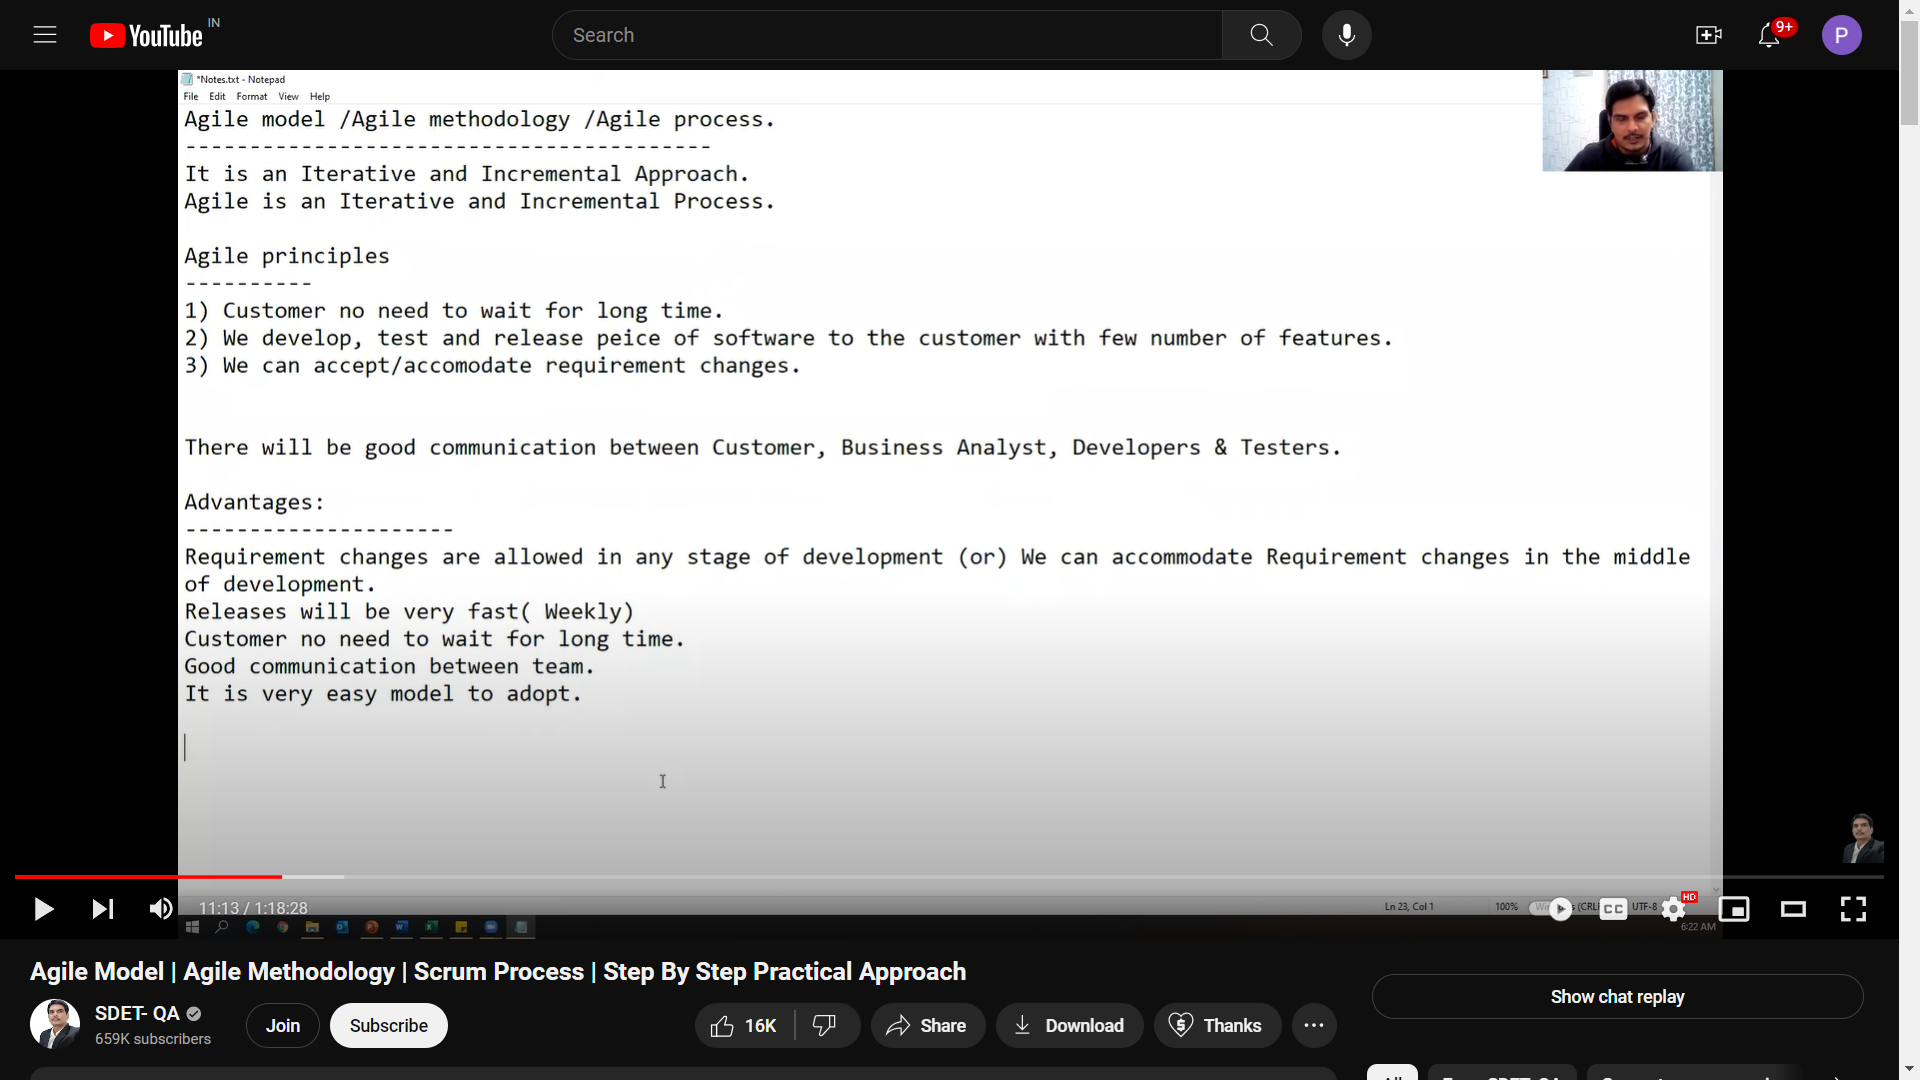 YouTube IN
Search
9+
P
*Notes.txt - Notepad
File Edit Format View Help
Agile model /Agile methodology /Agile process.
-----------------------------------------
It is an Iterative and Incremental Approach.
Agile is an Iterative and Incremental Process.
Agile principles
----------
1) Customer no need to wait for long time.
2) We develop, test and release peice of software to the customer with few number of features.
3) We can accept/accomodate requirement changes.
There will be good communication between Customer, Business Analyst, Developers & Testers.
Advantages:
---------------------
Requirement changes are allowed in any stage of development (or) We can accommodate Requirement changes in the middle
of development.
Releases will be very fast( Weekly)
Customer no need to wait for long time.
Good communication between team.
It is very easy model to adopt.
11:13 / 1:18:28
Ln 23, Col 1 100% UTF-8
CC HD
6:22 AM
Agile Model | Agile Methodology | Scrum Process | Step By Step Practical Approach
SDET- QA
659K subscribers
Join Subscribe 16K Share Download Thanks
Show chat replay